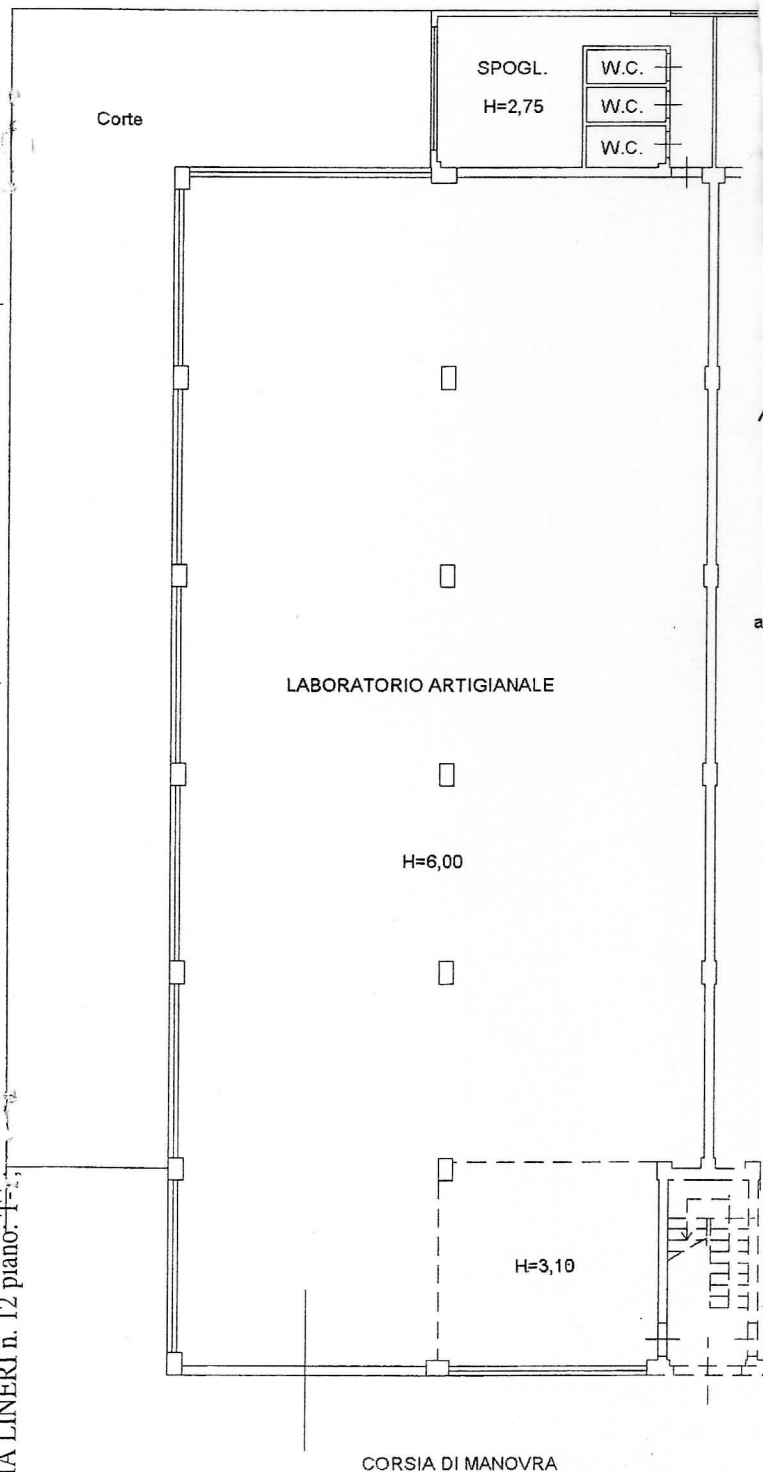 Corte
SPOGL.
H=2,75
W.C.
W.C.
W.C.
LABORATORIO ARTIGIANALE
H=6,00
H=3,10
CORSIA DI MANOVRA
LINERI n. 12 piano: